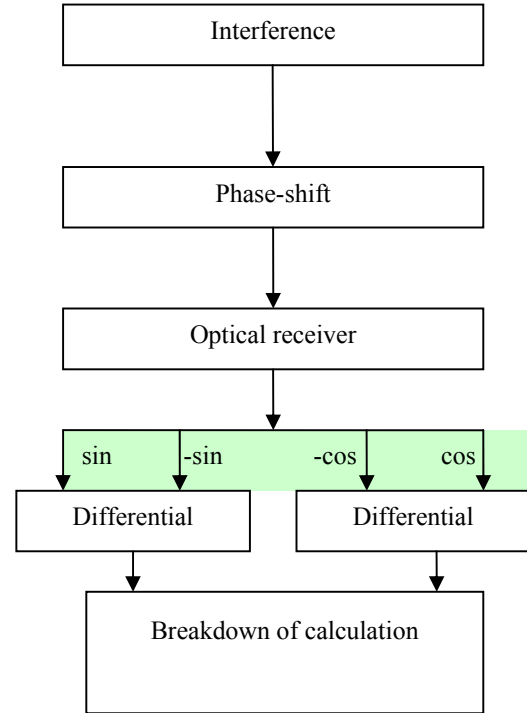 Interference
Phase-shift
Optical receiver
sin -sin -cos cos
Differential Differential
Breakdown of calculation